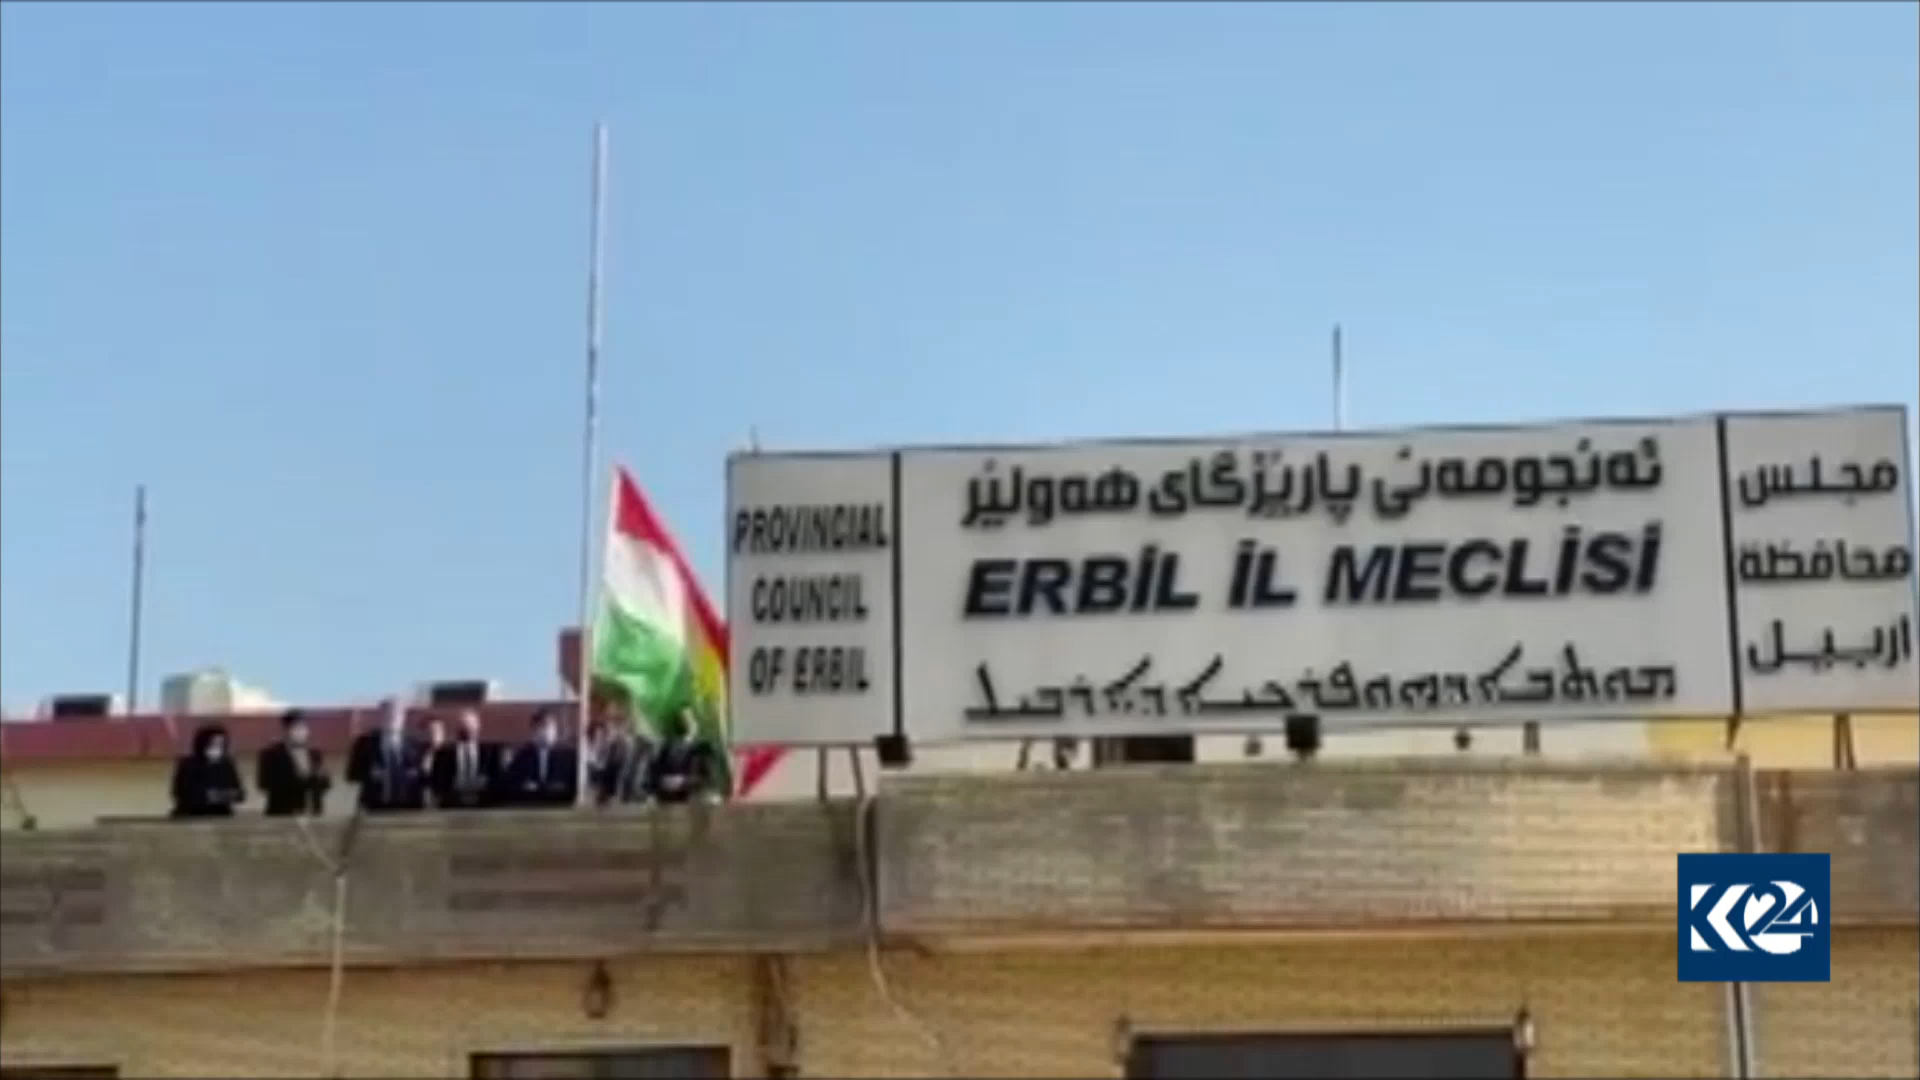 PROVINCIAL
COUNCIL
OF ERBIL
ئەنجومەنی پارێزگای هەولێر
ERBİL İL MECLİSİ
مجلس
محافظة
اربيل
K24